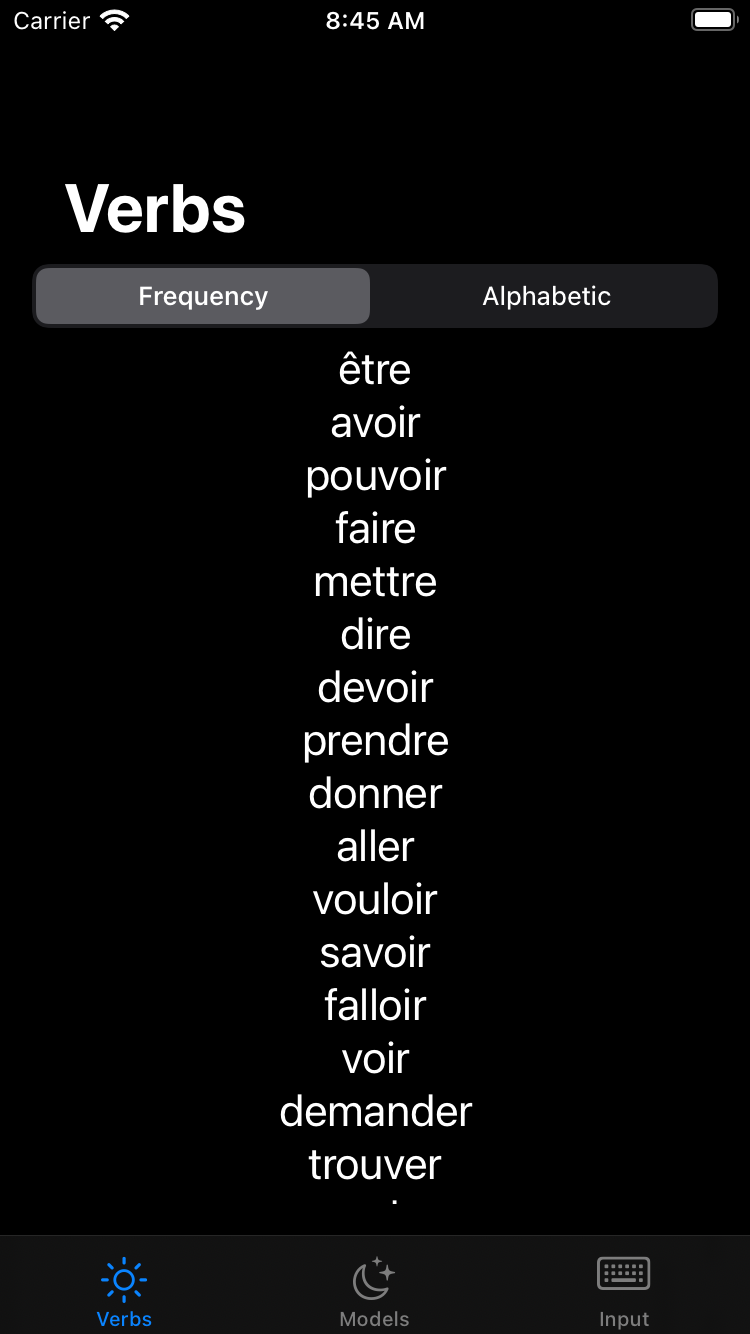 Carrier 8:45 AM
Verbs
Frequency Alphabetic
être
avoir
pouvoir
faire
mettre
dire
devoir
prendre
donner
aller
vouloir
savoir
falloir
voir
demander
trouver
Verbs Models Input